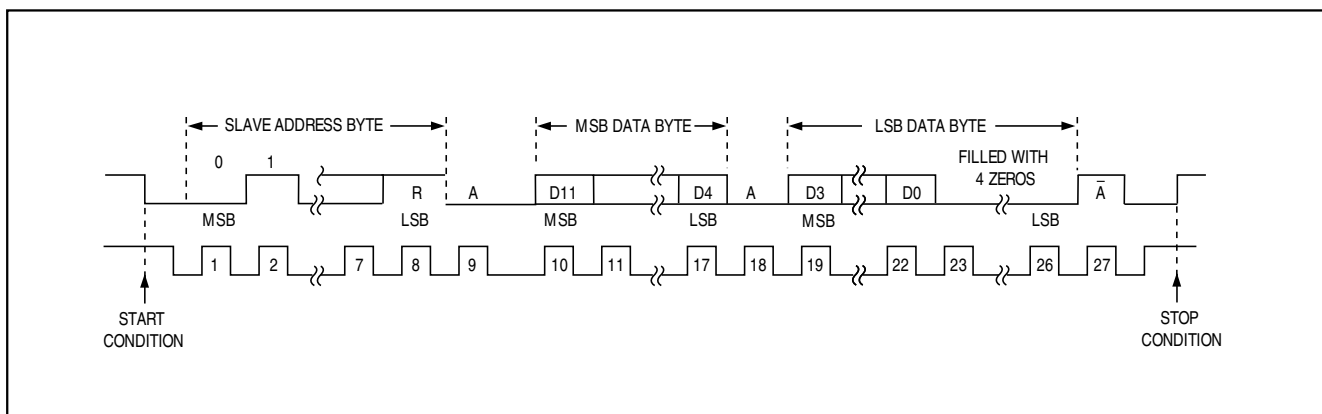 SLAVE ADDRESS BYTE MSB DATA BYTE LSB DATA BYTE
0 1 FILLED WITH
4 ZEROS
R A D11 D4 A D3 D0 A̅
MSB LSB MSB LSB MSB LSB
1 2 7 8 9 10 11 17 18 19 22 23 26 27
START
CONDITION
STOP
CONDITION